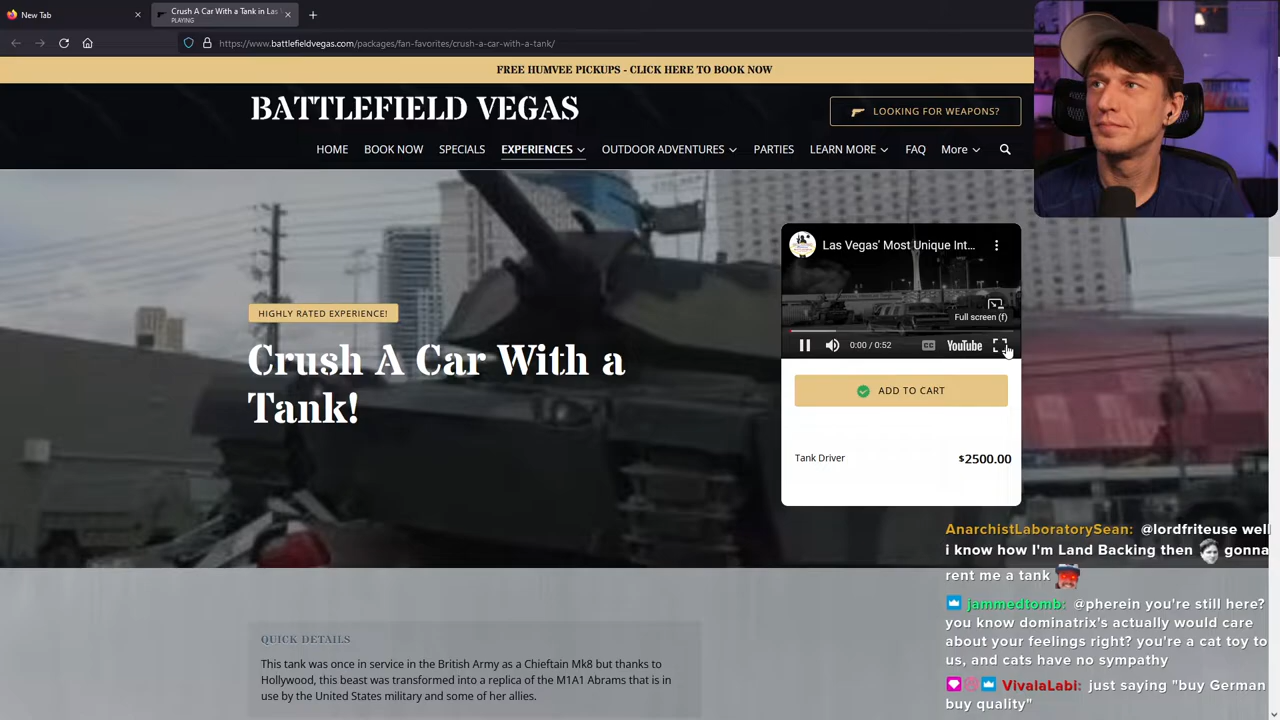 New Tab
Crush A Car With a Tank in Las
PLAYING
https://www.battlefieldvegas.com/packages/fan-favorites/crush-a-car-with-a-tank/
FREE HUMVEE PICKUPS - CLICK HERE TO BOOK NOW
BATTLEFIELD VEGAS
LOOKING FOR WEAPONS?
HOME BOOK NOW SPECIALS EXPERIENCES OUTDOOR ADVENTURES PARTIES LEARN MORE FAQ More
Las Vegas' Most Unique Int...
Full screen (f)
0:00 / 0:52 CC YouTube
HIGHLY RATED EXPERIENCE!
Crush A Car With a
Tank!
ADD TO CART
Tank Driver $2500.00
QUICK DETAILS
This tank was once in service in the British Army as a Chieftain Mk8 but thanks to
Hollywood, this beast was transformed into a replica of the M1A1 Abrams that is in
use by the United States military and some of her allies.
AnarchistLaboratorySean: @lordfriteuse well
i know how I'm Land Backing then gonna
rent me a tank
jammedtomb: @pherein you're still here?
you know dominatrix's actually would care
about your feelings right? you're a cat toy to
us, and cats have no sympathy
VivalaLabi: just saying "buy German
buy quality"